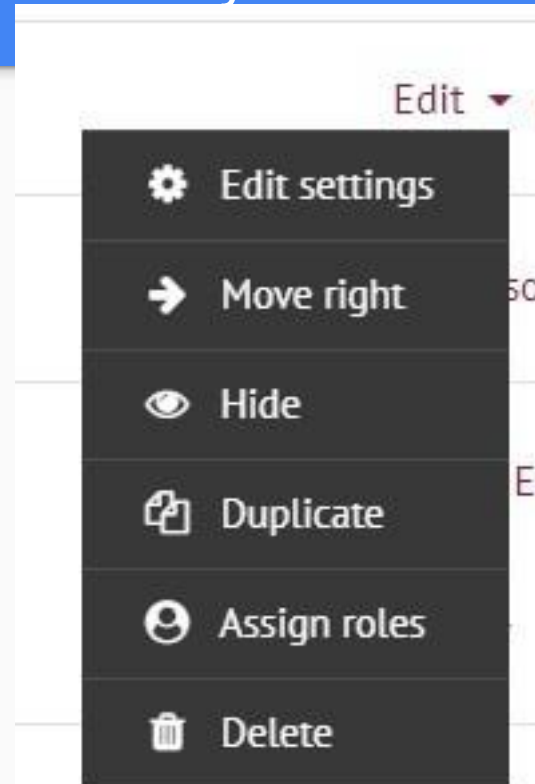 Edit
Edit settings
Move right
Hide
Duplicate
Assign roles
Delete